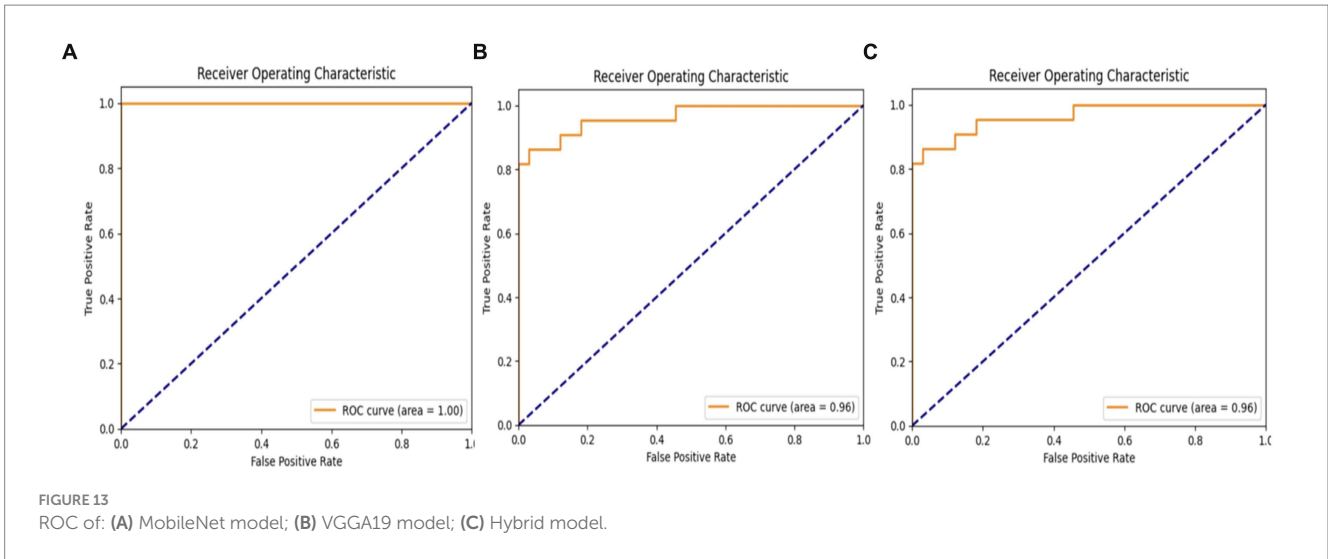 A
Receiver Operating Characteristic
True Positive Rate
1.0
0.8
0.6
0.4
0.2
0.0
0.0 0.2 0.4 0.6 0.8 1.(
False Positive Rate
ROC curve (area = 1.00)
B
Receiver Operating Characteristic
True Positive Rate
1.0
0.8
0.6
0.4
0.2
0.0
0.0 0.2 0.4 0.6 0.8 1.0
False Positive Rate
ROC curve (area = 0.96)
C
Receiver Operating Characteristic
True Positive Rate
1.0
0.8
0.6
0.4
0.2
0.0
0.0 0.2 0.4 0.6 0.8 1.(
False Positive Rate
ROC curve (area = 0.96)
FIGURE 13
ROC of: (A) MobileNet model; (B) VGGA19 model; (C) Hybrid model.